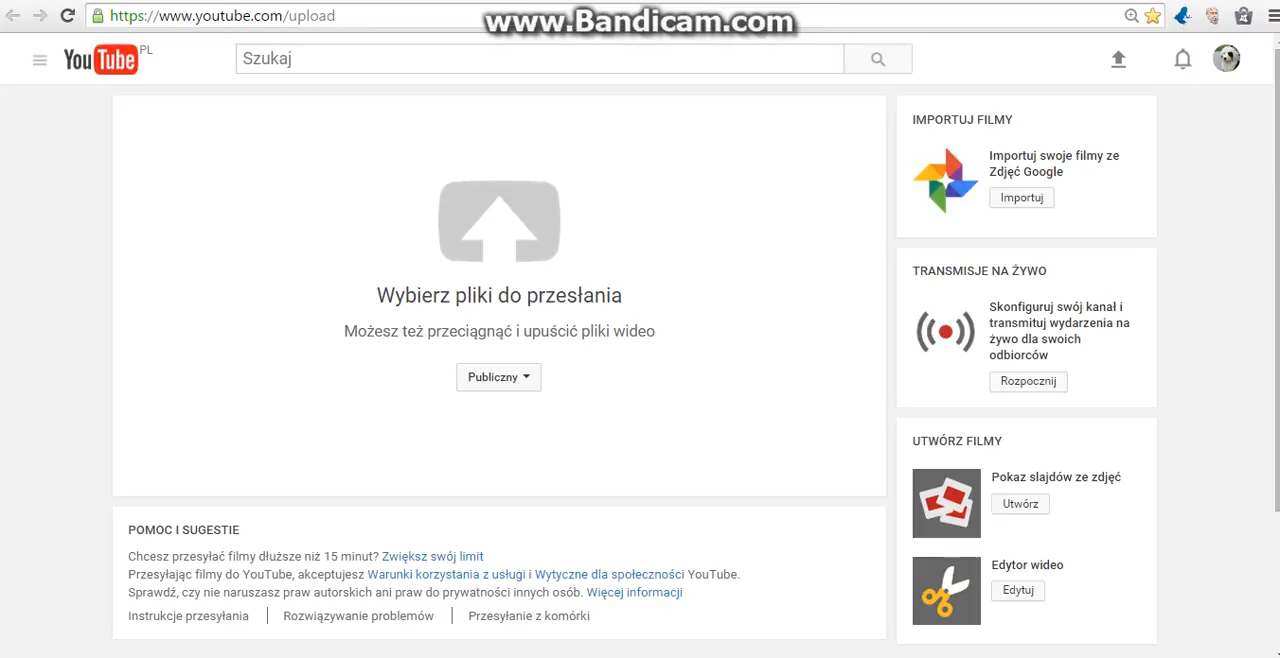 https://www.youtube.com/upload
www.Bandicam.com
YouTube PL
Szukaj
Wybierz pliki do przesłania
Możesz też przeciągnąć i upuścić pliki wideo
Publiczny
IMPORTUJ FILMY
Importuj swoje filmy ze
Zdjęć Google
Importuj
TRANSMISJE NA ŻYWO
Skonfiguruj swój kanał i
transmituj wydarzenia na
żywo dla swoich
odbiorców
Rozpocznij
UTWÓRZ FILMY
Pokaz slajdów ze zdjęć
Utwórz
Edytor wideo
Edytuj
POMOC I SUGESTIE
Chcesz przesyłać filmy dłuższe niż 15 minut? Zwiększ swój limit
Przesyłając filmy do YouTube, akceptujesz Warunki korzystania z usługi i Wytyczne dla społeczności YouTube.
Sprawdź, czy nie naruszasz praw autorskich ani praw do prywatności innych osób. Więcej informacji
Instrukcje przesyłania
Rozwiązywanie problemów
Przesyłanie z komórki